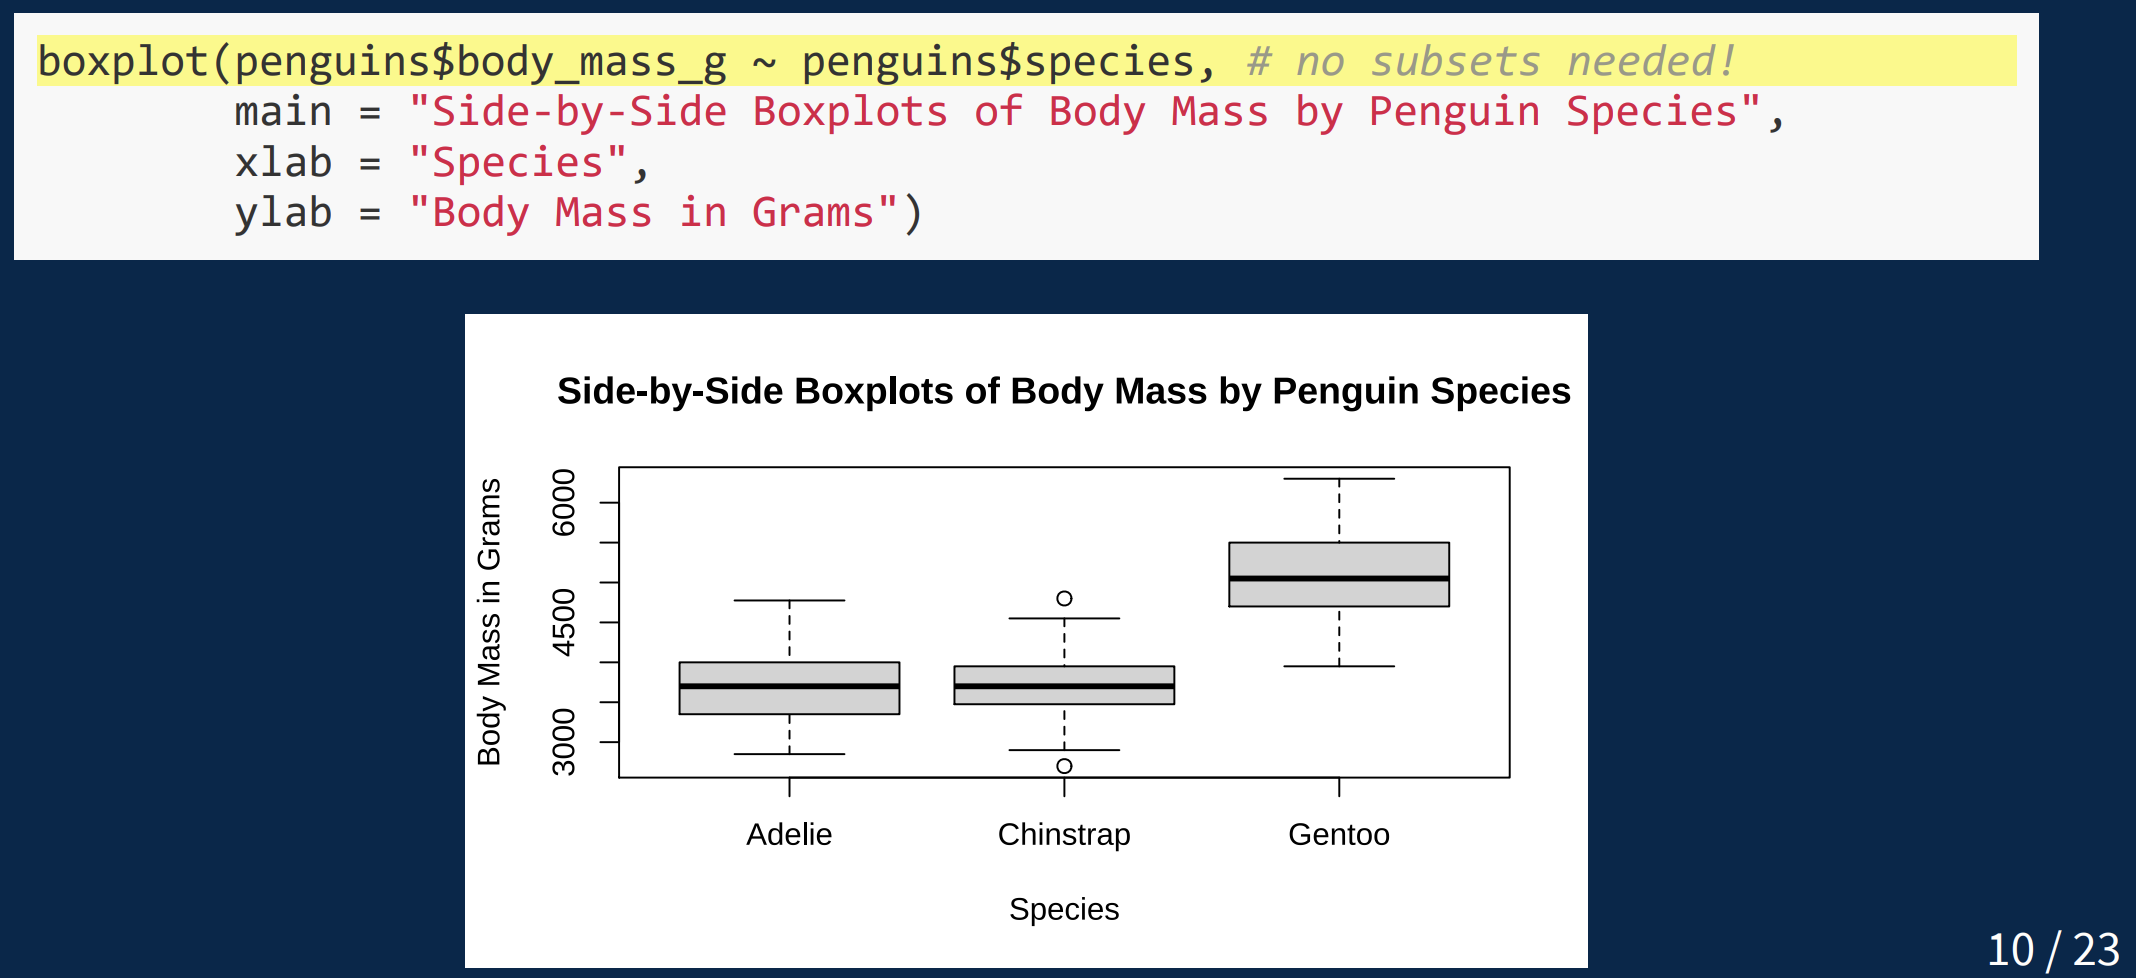 boxplot(penguins$body_mass_g ~ penguins$species, # no subsets needed!
        main = "Side-by-Side Boxplots of Body Mass by Penguin Species",
        xlab = "Species",
        ylab = "Body Mass in Grams")
Side-by-Side Boxplots of Body Mass by Penguin Species
Body Mass in Grams
6000
4500
3000
Adelie Chinstrap Gentoo
Species
10 / 23